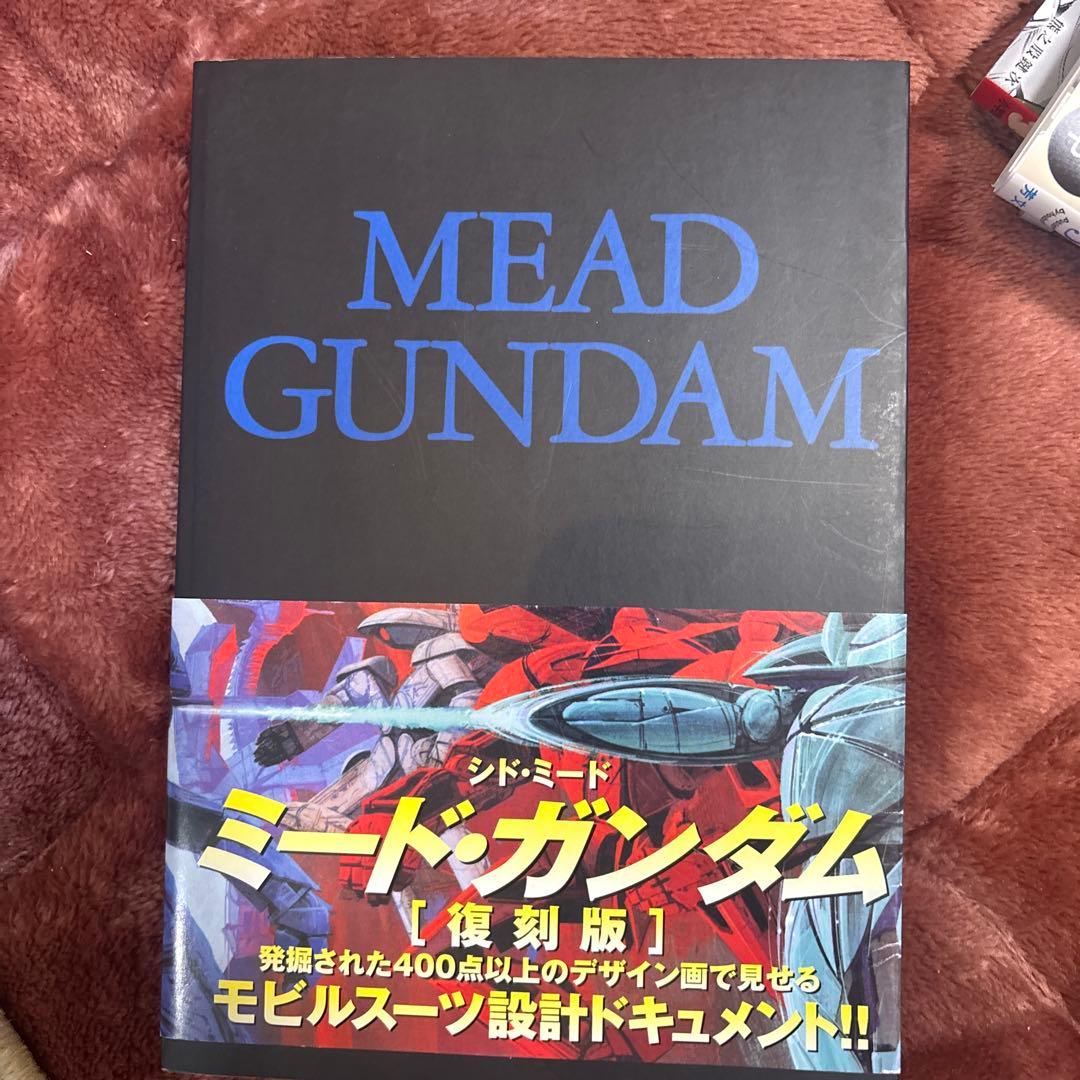 MEAD
GUNDAM
シド・ミード
ミード・ガンダム
[復刻版]
発掘された400点以上のデザイン画で見せる
モビルスーツ設計ドキュメント!!